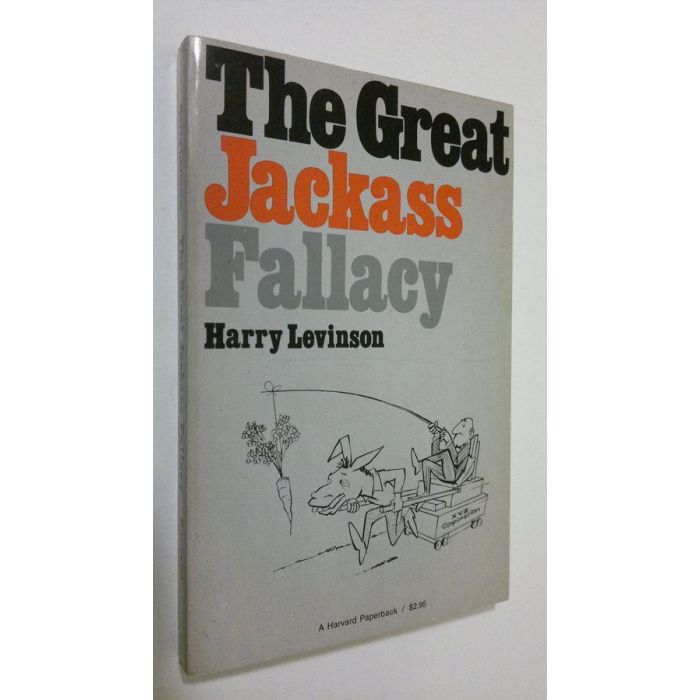 The Great
Jackass
Fallacy
Harry Levinson
XYZ
Corporation
A Harvard Paperback / $2.95